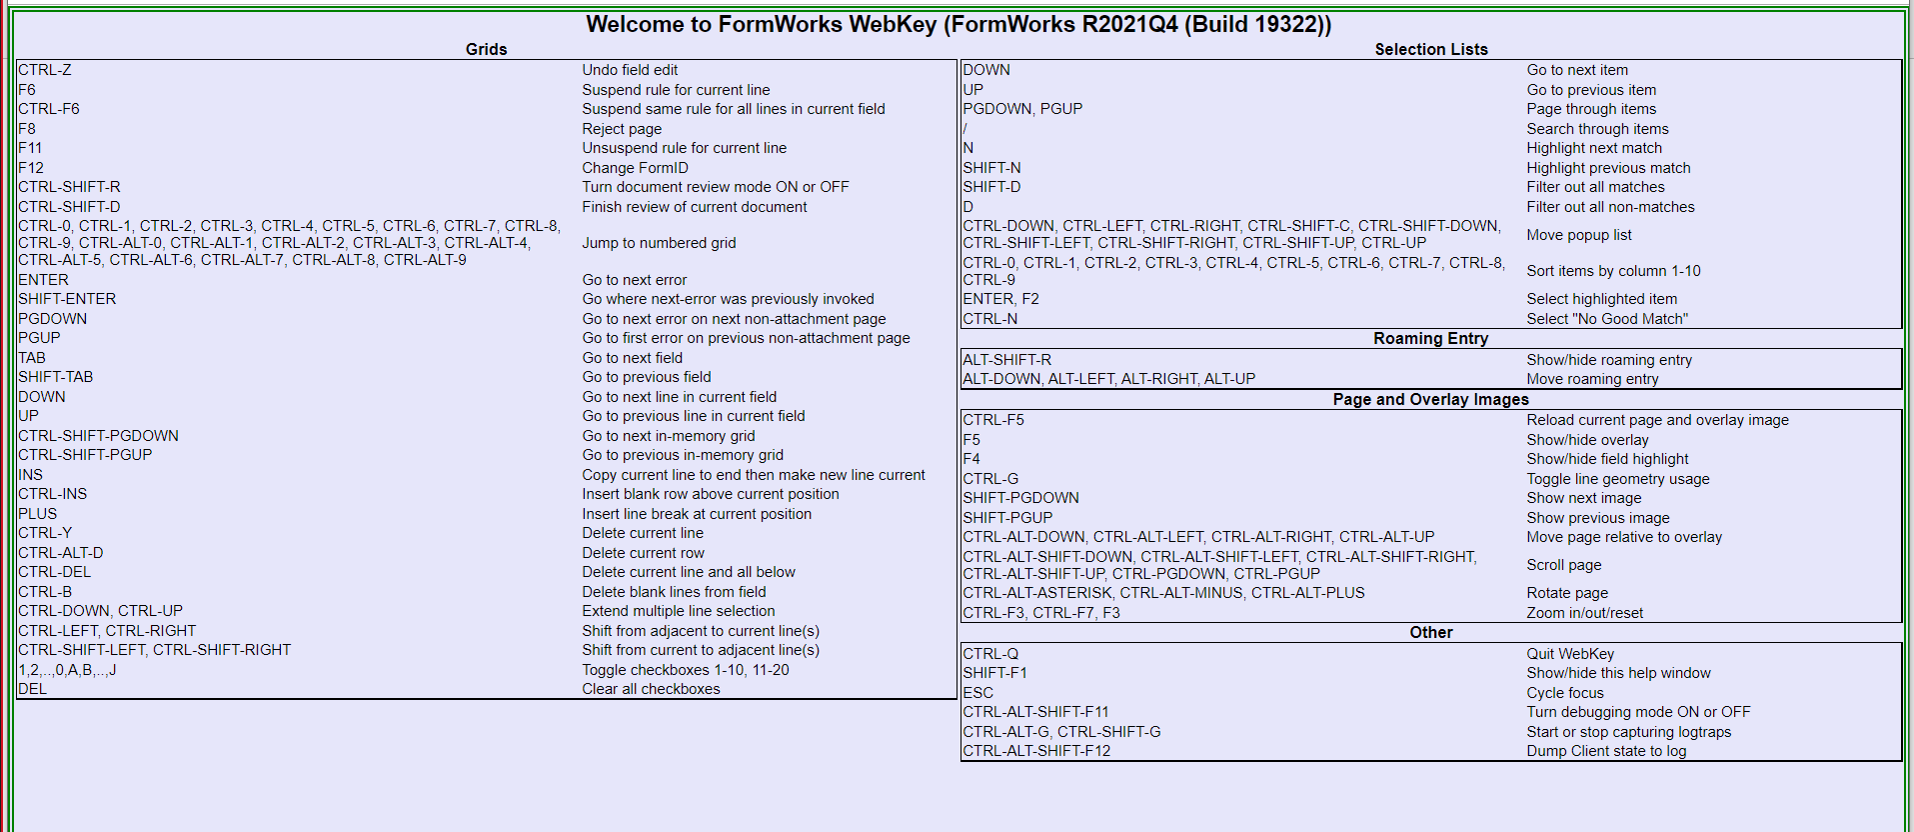 Welcome to FormWorks WebKey (FormWorks R2021Q4 (Build 19322))
Grids
CTRL-Z Undo field edit
F6 Suspend rule for current line
CTRL-F6 Suspend same rule for all lines in current field
F8 Reject page
F11 Unsuspend rule for current line
F12 Change FormID
CTRL-SHIFT-R Turn document review mode ON or OFF
CTRL-SHIFT-D Finish review of current document
CTRL-0, CTRL-1, CTRL-2, CTRL-3, CTRL-4, CTRL-5, CTRL-6, CTRL-7, CTRL-8,
CTRL-9, CTRL-ALT-0, CTRL-ALT-1, CTRL-ALT-2, CTRL-ALT-3, CTRL-ALT-4, Jump to numbered grid
CTRL-ALT-5, CTRL-ALT-6, CTRL-ALT-7, CTRL-ALT-8, CTRL-ALT-9
ENTER Go to next error
SHIFT-ENTER Go where next-error was previously invoked
PGDOWN Go to next error on next non-attachment page
PGUP Go to first error on previous non-attachment page
TAB Go to next field
SHIFT-TAB Go to previous field
DOWN Go to next line in current field
UP Go to previous line in current field
CTRL-SHIFT-PGDOWN Go to next in-memory grid
CTRL-SHIFT-PGUP Go to previous in-memory grid
INS Copy current line to end then make new line current
CTRL-INS Insert blank row above current position
PLUS Insert line break at current position
CTRL-Y Delete current line
CTRL-ALT-D Delete current row
CTRL-DEL Delete current line and all below
CTRL-B Delete blank lines from field
CTRL-DOWN, CTRL-UP Extend multiple line selection
CTRL-LEFT, CTRL-RIGHT Shift from adjacent to current line(s)
CTRL-SHIFT-LEFT, CTRL-SHIFT-RIGHT Shift from current to adjacent line(s)
1,2,..,0,A,B,..,J Toggle checkboxes 1-10, 11-20
DEL Clear all checkboxes
Selection Lists
DOWN Go to next item
UP Go to previous item
PGDOWN, PGUP Page through items
/ Search through items
N Highlight next match
SHIFT-N Highlight previous match
SHIFT-D Filter out all matches
D Filter out all non-matches
CTRL-DOWN, CTRL-LEFT, CTRL-RIGHT, CTRL-SHIFT-C, CTRL-SHIFT-DOWN, Move popup list
CTRL-SHIFT-LEFT, CTRL-SHIFT-RIGHT, CTRL-SHIFT-UP, CTRL-UP
CTRL-0, CTRL-1, CTRL-2, CTRL-3, CTRL-4, CTRL-5, CTRL-6, CTRL-7, CTRL-8, Sort items by column 1-10
CTRL-9
ENTER, F2 Select highlighted item
CTRL-N Select "No Good Match"
Roaming Entry
ALT-SHIFT-R Show/hide roaming entry
ALT-DOWN, ALT-LEFT, ALT-RIGHT, ALT-UP Move roaming entry
Page and Overlay Images
CTRL-F5 Reload current page and overlay image
F5 Show/hide overlay
F4 Show/hide field highlight
CTRL-G Toggle line geometry usage
SHIFT-PGDOWN Show next image
SHIFT-PGUP Show previous image
CTRL-ALT-DOWN, CTRL-ALT-LEFT, CTRL-ALT-RIGHT, CTRL-ALT-UP Move page relative to overlay
CTRL-ALT-SHIFT-DOWN, CTRL-ALT-SHIFT-LEFT, CTRL-ALT-SHIFT-RIGHT, Scroll page
CTRL-ALT-SHIFT-UP, CTRL-PGDOWN, CTRL-PGUP
CTRL-ALT-ASTERISK, CTRL-ALT-MINUS, CTRL-ALT-PLUS Rotate page
CTRL-F3, CTRL-F7, F3 Zoom in/out/reset
Other
CTRL-Q Quit WebKey
SHIFT-F1 Show/hide this help window
ESC Cycle focus
CTRL-ALT-SHIFT-F11 Turn debugging mode ON or OFF
CTRL-ALT-G, CTRL-SHIFT-G Start or stop capturing logtraps
CTRL-ALT-SHIFT-F12 Dump Client state to log